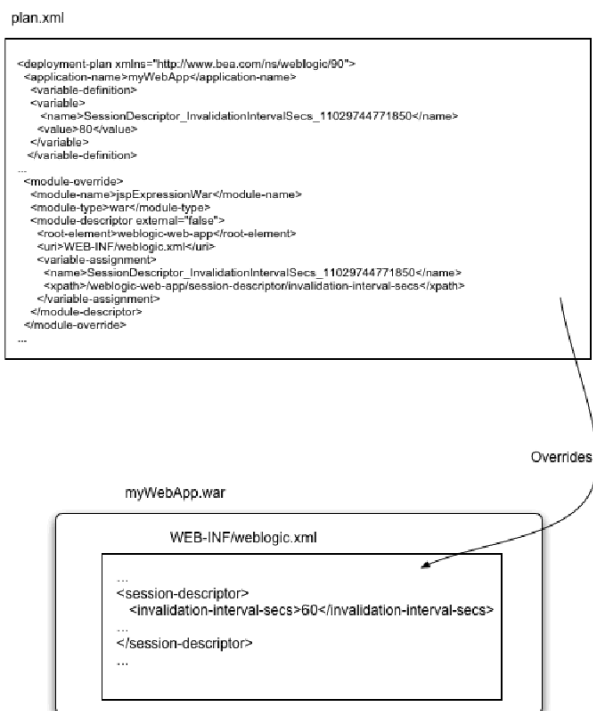 plan.xml
<deployment-plan xmlns="http://www.bea.com/ns/weblogic/90">
<application-name>myWebApp</application-name>
<variable-definition>
<variable>
<name>SessionDescriptor_InvalidationIntervalSecs_11029744771850</name>
<value>80</value>
</variable>
</variable-definition>
...
<module-override>
<module-name>jspExpressionWar</module-name>
<module-type>war</module-type>
<module-descriptor external="false">
<root-element>weblogic-web-app</root-element>
<uri>WEB-INF/weblogic.xml</uri>
<variable-assignment>
<name>SessionDescriptor_InvalidationIntervalSecs_11029744771850</name>
<xpath>/weblogic-web-app/session-descriptor/invalidation-interval-secs</xpath>
</variable-assignment>
</module-descriptor>
</module-override>
...
Overrides
myWebApp.war
WEB-INF/weblogic.xml
...
<session-descriptor>
<invalidation-interval-secs>60</invalidation-interval-secs>
...
</session-descriptor>
...